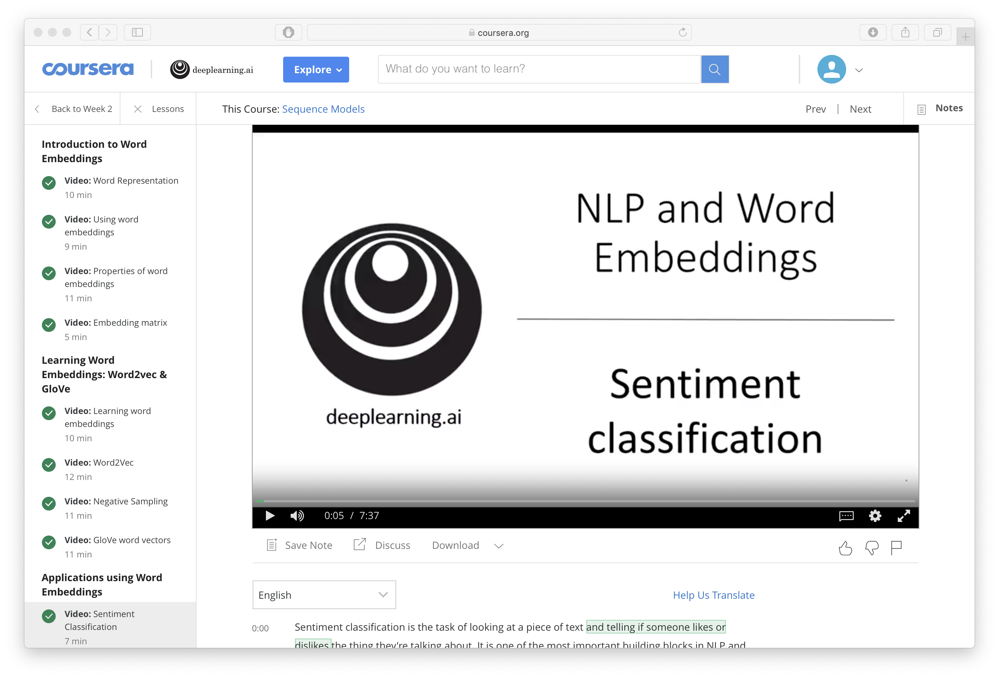 coursera.org
coursera
deeplearning.ai
Explore
What do you want to learn?
Back to Week 2
Lessons
This Course: Sequence Models
Prev | Next
Notes
Introduction to Word
Embeddings
Video: Word Representation
10 min
Video: Using word
embeddings
9 min
Video: Properties of word
embeddings
11 min
Video: Embedding matrix
5 min
Learning Word
Embeddings: Word2vec &
GloVe
Video: Learning word
embeddings
10 min
Video: Word2Vec
12 min
Video: Negative Sampling
11 min
Video: GloVe word vectors
11 min
Applications using Word
Embeddings
Video: Sentiment
Classification
7 min
deeplearning.ai
NLP and Word
Embeddings
Sentiment
classification
0:05 / 7:37
Save Note
Discuss
Download
English
Help Us Translate
0:00
Sentiment classification is the task of looking at a piece of text and telling if someone likes or
dislikes the thing they're talking about. It is one of the most important building blocks in NLP and